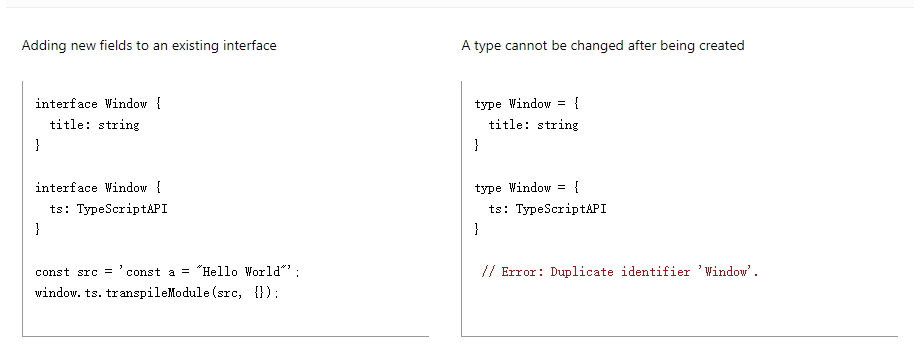 Adding new fields to an existing interface
interface Window {
  title: string
}
interface Window {
  ts: TypeScriptAPI
}
const src = 'const a = "Hello World"';
window.ts.transpileModule(src, {});
A type cannot be changed after being created
type Window = {
  title: string
}
type Window = {
  ts: TypeScriptAPI
}
// Error: Duplicate identifier 'Window'.